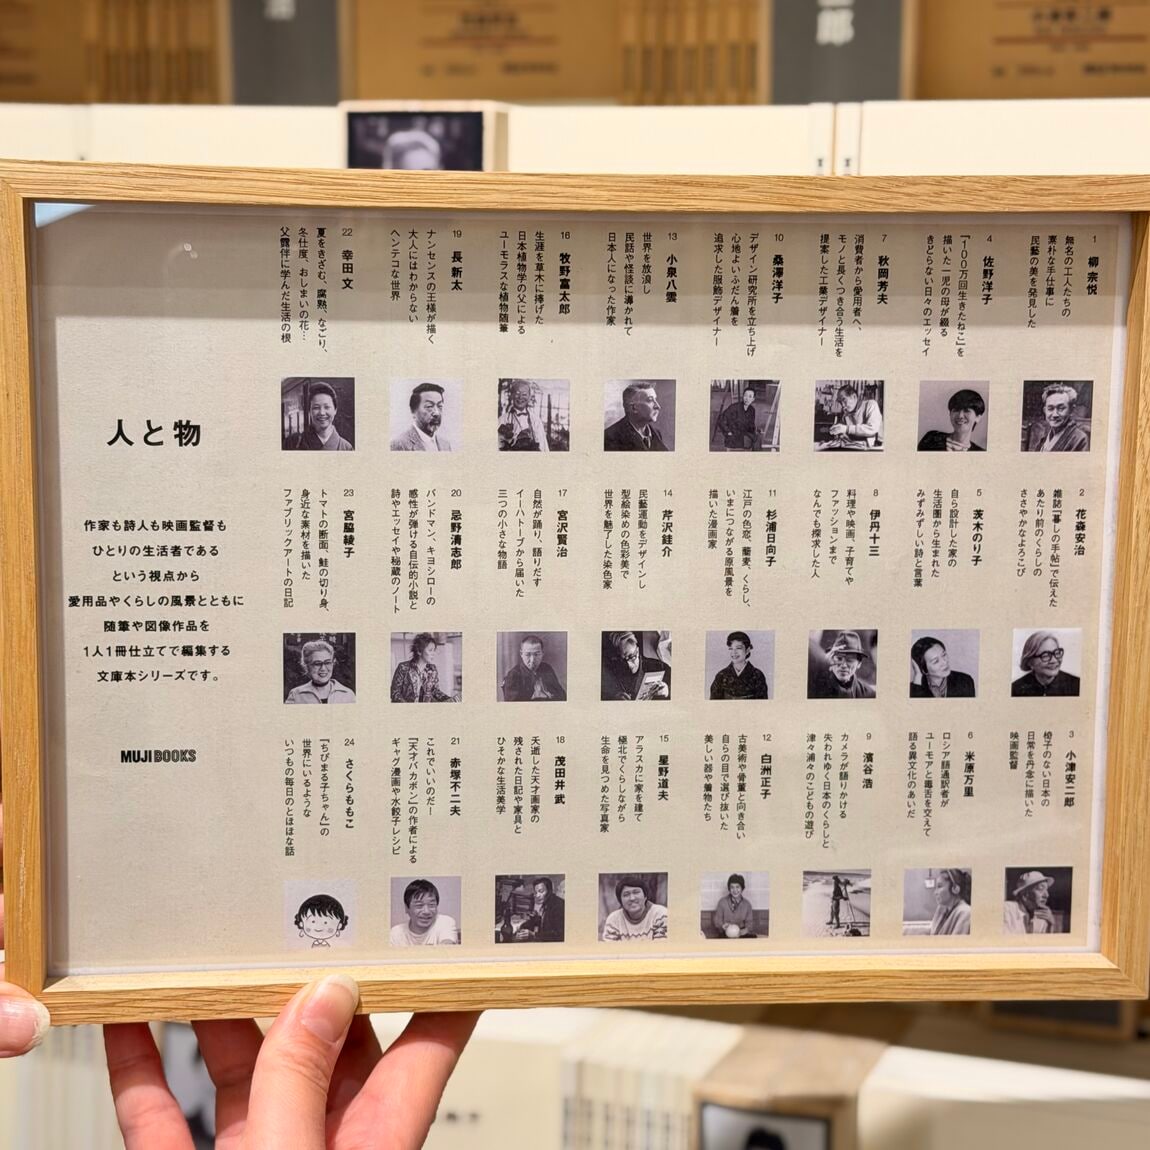 人と物
作家も詩人も映画監督も
ひとりの生活者である
という視点から
愛用品やくらしの風景とともに
随筆や図像作品を
1人1冊仕立てで編集する
文庫本シリーズです。
MUJI BOOKS
1 柳宗悦
無名の工人たちの
素朴な手仕事に
民藝の美を発見した
2 花森安治
雑誌『暮しの手帖』で伝えた
あたり前のくらしの
ささやかなよろこび
3 小津安二郎
椅子のない日本の
日常を丹念に描いた
映画監督
4 佐野洋子
『100万回生きたねこ』を
描いた一児の母が綴る
きどらない日々のエッセイ
5 茨木のり子
自ら設計した家の
生活圏から生まれた
みずみずしい詩と言葉
6 米原万里
ロシア語通訳者が
ユーモアと毒舌を交えて
語る異文化のあいだ
7 秋岡芳夫
消費者から愛用者へ、
モノと長くつき合う生活を
提案した工業デザイナー
8 伊丹十三
料理や映画、子育てや
ファッションまで
なんでも探求した人
9 濱谷浩
カメラが語りかける
失われゆく日本のくらしと
津々浦々のこどもの遊び
10 桑澤洋子
デザイン研究所を立ち上げ
心地よいふだん着を
追求した服飾デザイナー
11 杉浦日向子
江戸の色恋、蕎麦、くらし、
いまにつながる原風景を
描いた漫画家
12 白洲正子
古美術や骨董と向き合い
自らの目で選び抜いた
美しい器や着物たち
13 小泉八雲
世界を放浪し
民話や怪談に導かれて
日本人になった作家
14 芹沢銈介
民藝運動をデザインし
型絵染めの色彩美で
世界を魅了した染色家
15 星野道夫
アラスカに家を建て
極北でくらしながら
生命を見つめた写真家
16 牧野富太郎
生涯を草木に捧げた
日本植物学の父による
ユーモラスな植物随筆
17 宮沢賢治
自然が踊り、語りだす
イーハトーブから届いた
三つの小さな物語
18 茂田井武
夭逝した天才画家の
残された日記や家具と
ひそかな生活美学
19 長新太
ナンセンスの王様が描く
大人にはわからない
ヘンテコな世界
20 忌野清志郎
バンドマン、キヨシローの
感性が弾ける自伝的小説と
詩やエッセイや秘蔵のノート
21 赤塚不二夫
これでいいのだー
『天才バカボン』の作者による
ギャグ漫画や水餃子レシピ
22 幸田文
夏をきざむ、腐熟、なごり、
冬仕度、おしまいの花…
父露伴に学んだ生活の根
23 宮脇綾子
トマトの断面、鮭の切り身、
身近な素材を描いた
ファブリックアートの日記
24 さくらももこ
『ちびまる子ちゃん』の
世界にいるような
いつもの毎日のとほほな話